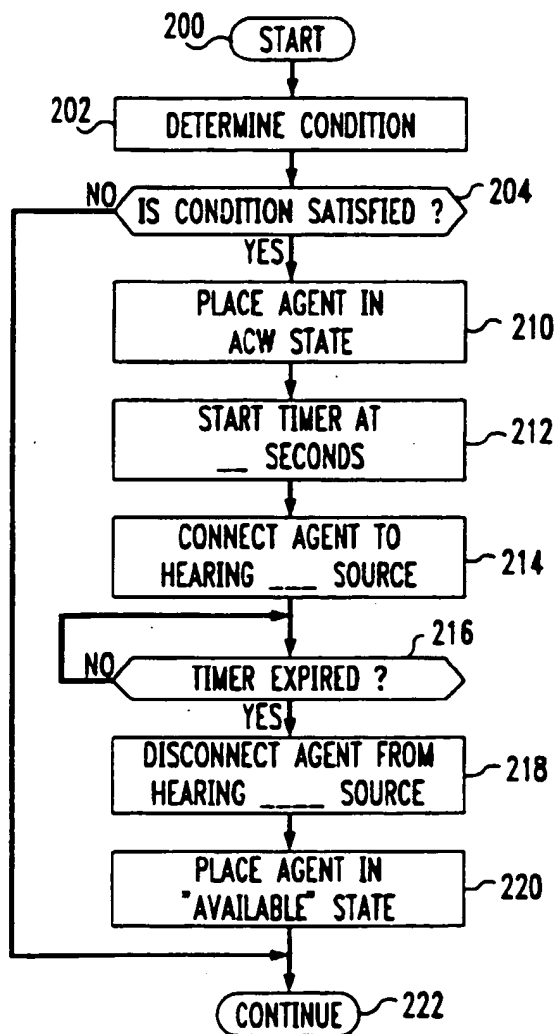 200
START
202
DETERMINE CONDITION
204
NO
IS CONDITION SATISFIED ?
YES
PLACE AGENT IN
ACW STATE
210
START TIMER AT
__ SECONDS
212
CONNECT AGENT TO
HEARING ___ SOURCE
214
216
NO
TIMER EXPIRED ?
YES
DISCONNECT AGENT FROM
HEARING ____ SOURCE
218
PLACE AGENT IN
"AVAILABLE" STATE
220
CONTINUE
222